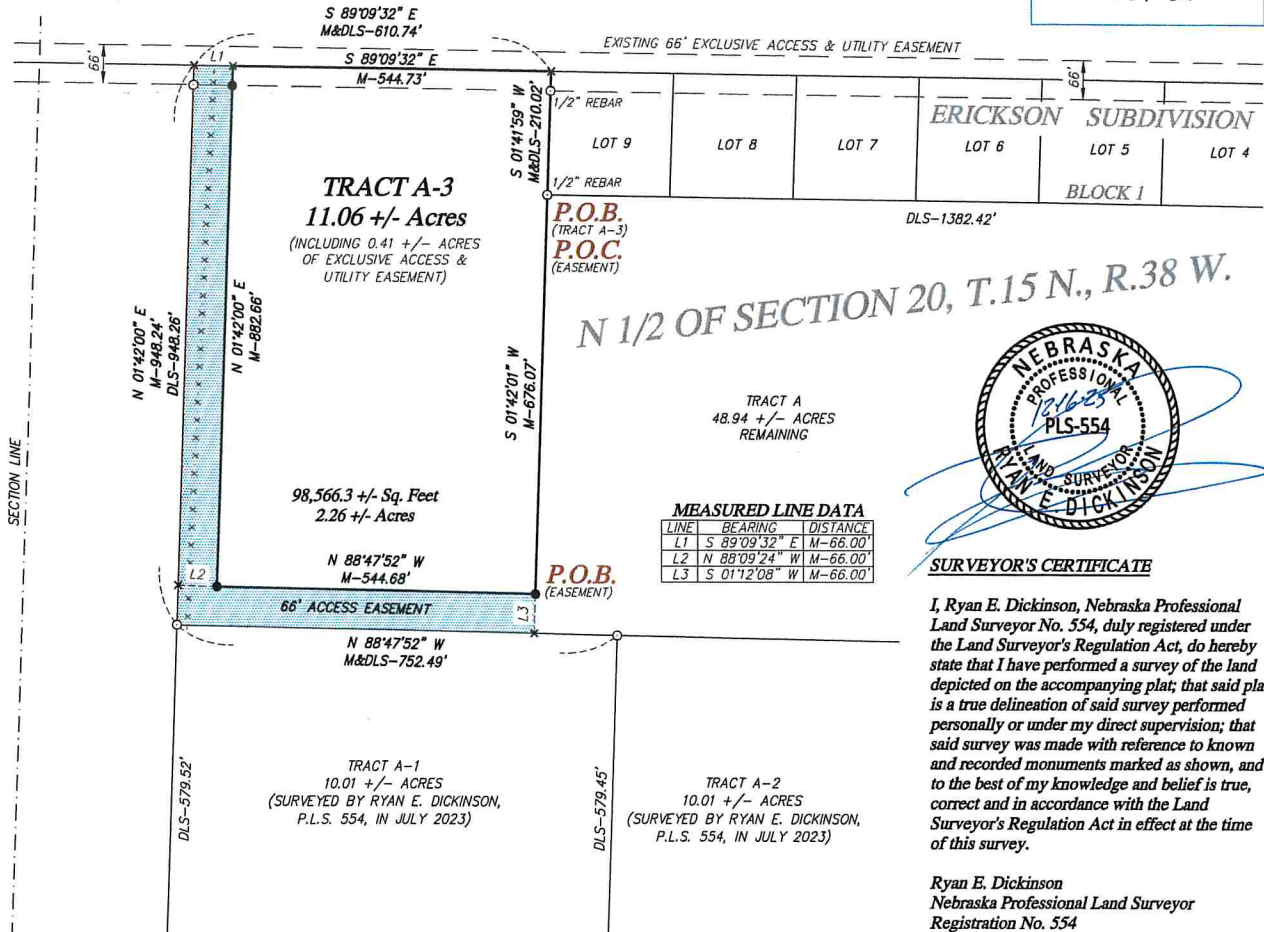 S 89°09'32" E
M&DLS-610.74'
EXISTING 66' EXCLUSIVE ACCESS & UTILITY EASEMENT
66'
L1
S 89°09'32" E
M-544.73'
66'
S 01°41'59" W
M&DLS-210.02'
1/2" REBAR
LOT 9
LOT 8
LOT 7
ERICKSON SUBDIVISION
LOT 6
LOT 5
LOT 4
BLOCK 1
1/2" REBAR
DLS-1382.42'
TRACT A-3
11.06 +/- Acres
(INCLUDING 0.41 +/- ACRES
OF EXCLUSIVE ACCESS &
UTILITY EASEMENT)
P.O.B.
(TRACT A-3)
P.O.C.
(EASEMENT)
N 1/2 OF SECTION 20, T.15 N., R.38 W.
N 01°42'00" E
M-948.24'
DLS-948.26'
N 01°42'00" E
M-882.66'
S 01°42'01" W
M-676.07'
SECTION LINE
TRACT A
48.94 +/- ACRES
REMAINING
NEBRASKA
PROFESSIONAL
12-16-25
PLS-554
LAND SURVEYOR
RYAN E. DICKINSON
98,566.3 +/- Sq. Feet
2.26 +/- Acres
MEASURED LINE DATA
LINE BEARING DISTANCE
L1 S 89°09'32" E M-66.00'
L2 N 88°09'24" W M-66.00'
L3 S 01°12'08" W M-66.00'
N 88°47'52" W
M-544.68'
L2
P.O.B.
(EASEMENT)
66' ACCESS EASEMENT
L3
N 88°47'52" W
M&DLS-752.49'
SURVEYOR'S CERTIFICATE
I, Ryan E. Dickinson, Nebraska Professional
Land Surveyor No. 554, duly registered under
the Land Surveyor's Regulation Act, do hereby
state that I have performed a survey of the land
depicted on the accompanying plat; that said pla
is a true delineation of said survey performed
personally or under my direct supervision; that
said survey was made with reference to known
and recorded monuments marked as shown, and
to the best of my knowledge and belief is true,
correct and in accordance with the Land
Surveyor's Regulation Act in effect at the time
of this survey.
Ryan E. Dickinson
Nebraska Professional Land Surveyor
Registration No. 554
DLS-579.52'
TRACT A-1
10.01 +/- ACRES
(SURVEYED BY RYAN E. DICKINSON,
P.L.S. 554, IN JULY 2023)
DLS-579.45'
TRACT A-2
10.01 +/- ACRES
(SURVEYED BY RYAN E. DICKINSON,
P.L.S. 554, IN JULY 2023)